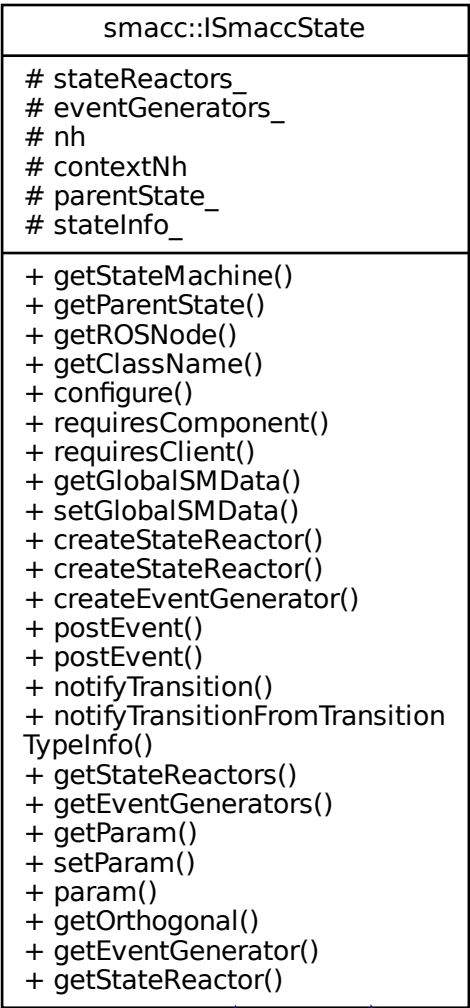 smacc::ISmaccState
# stateReactors_
# eventGenerators_
# nh
# contextNh
# parentState_
# stateInfo_
+ getStateMachine()
+ getParentState()
+ getROSNode()
+ getClassName()
+ configure()
+ requiresComponent()
+ requiresClient()
+ getGlobalSMData()
+ setGlobalSMData()
+ createStateReactor()
+ createStateReactor()
+ createEventGenerator()
+ postEvent()
+ postEvent()
+ notifyTransition()
+ notifyTransitionFromTransition
TypeInfo()
+ getStateReactors()
+ getEventGenerators()
+ getParam()
+ setParam()
+ param()
+ getOrthogonal()
+ getEventGenerator()
+ getStateReactor()